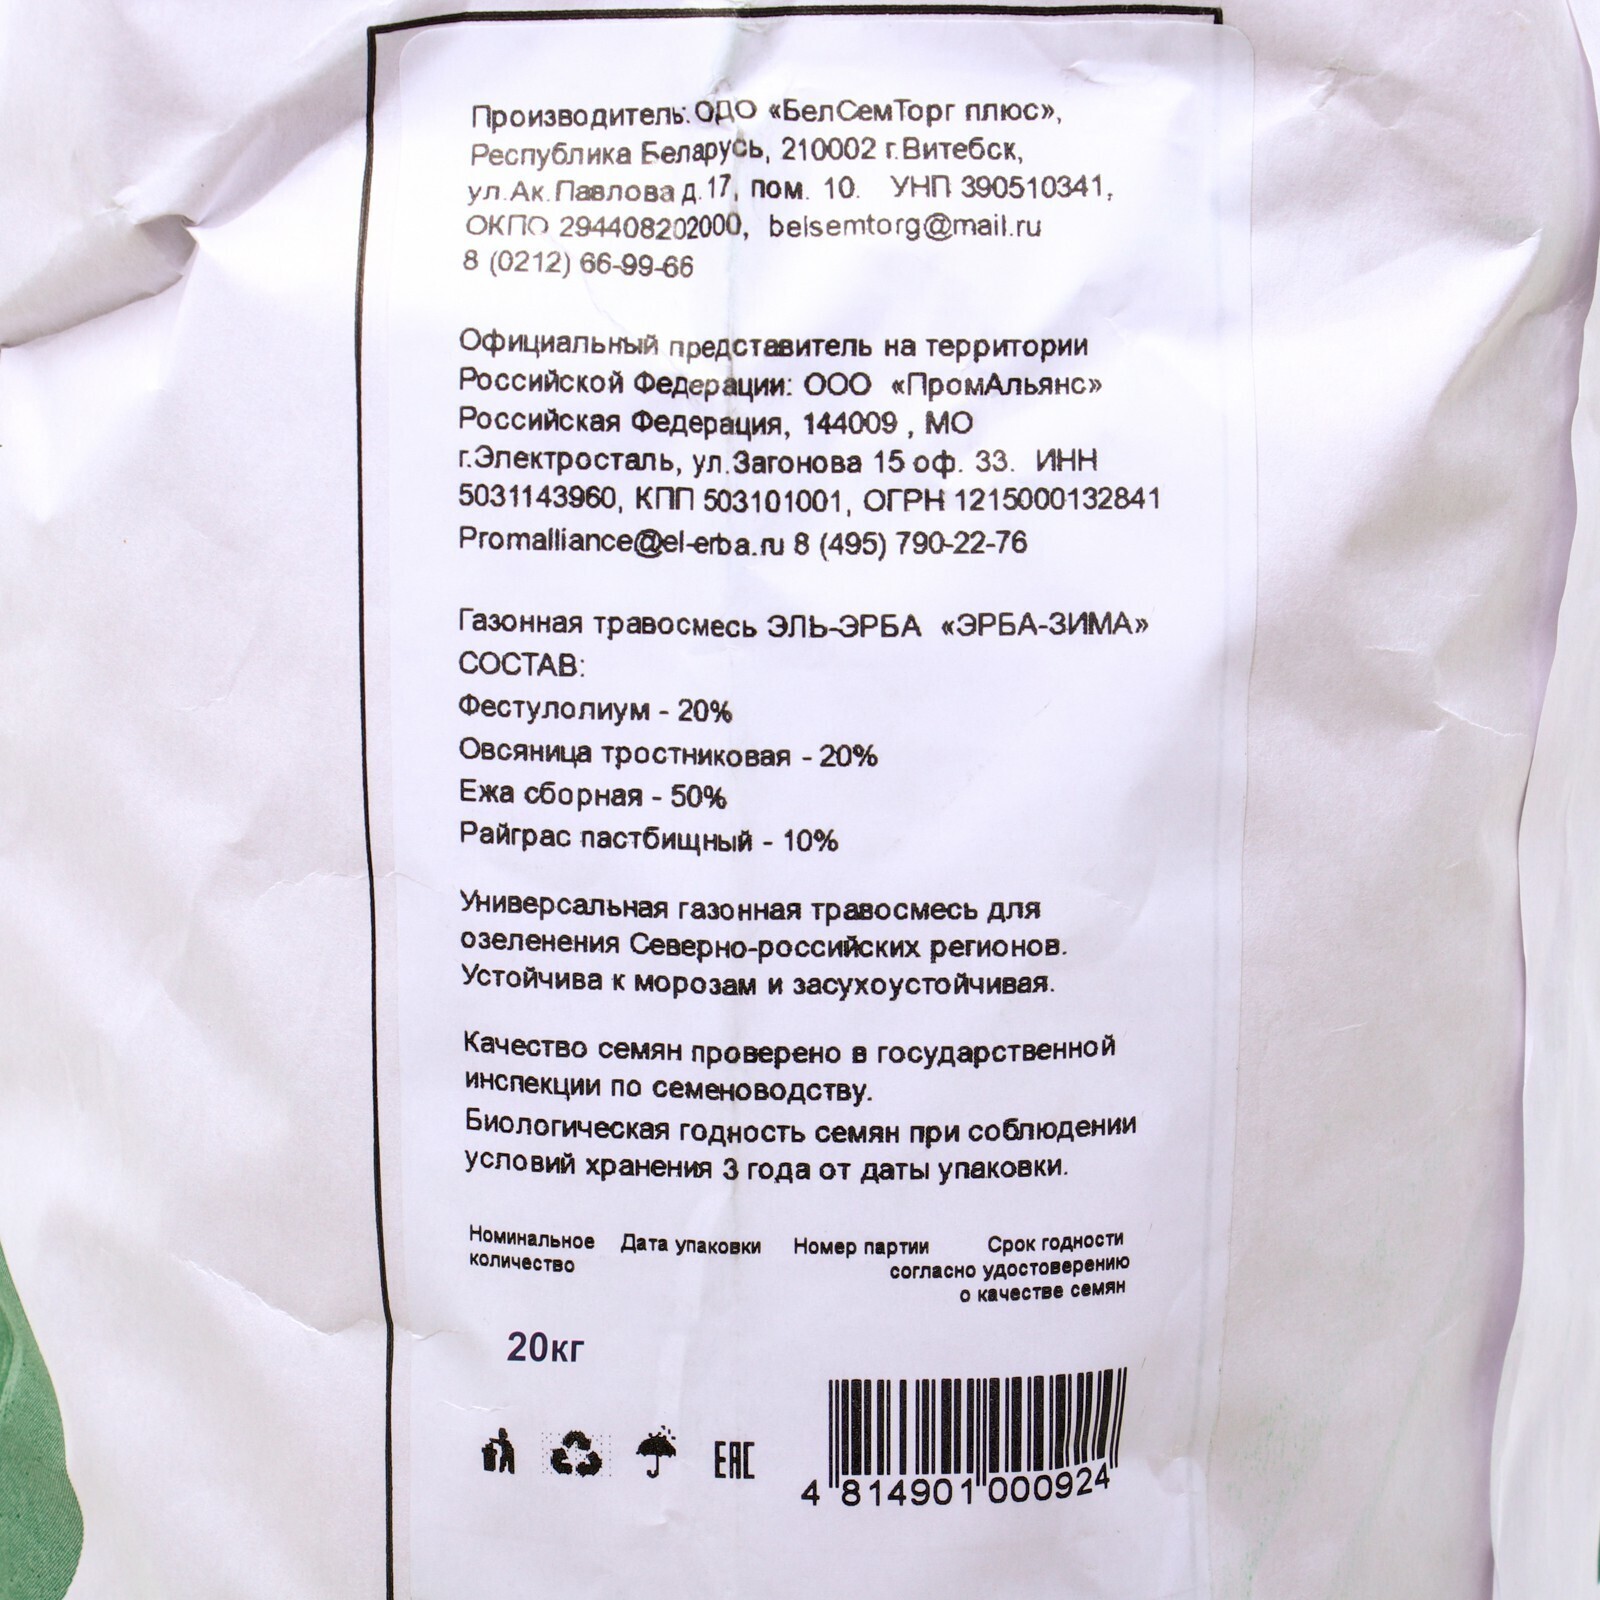 Производитель: ОДО «БелСемТорг плюс»,
Республика Беларусь, 210002 г.Витебск,
ул.Ак.Павлова д.17, пом. 10. УНП 390510341,
ОКПО 294408202000, belsemtorg@mail.ru
8 (0212) 66-99-66
Официальный представитель на территории
Российской Федерации: ООО «ПромАльянс»
Российская Федерация, 144009 , МО
г.Электросталь, ул.Загонова 15 оф. 33. ИНН
5031143960, КПП 503101001, ОГРН 1215000132841
Promalliance@el-erba.ru 8 (495) 790-22-76
Газонная травосмесь ЭЛЬ-ЭРБА «ЭРБА-ЗИМА»
СОСТАВ:
Фестулолиум - 20%
Овсяница тростниковая - 20%
Ежа сборная - 50%
Райграс пастбищный - 10%
Универсальная газонная травосмесь для
озеленения Северно-российских регионов.
Устойчива к морозам и засухоустойчивая.
Качество семян проверено в государственной
инспекции по семеноводству.
Биологическая годность семян при соблюдении
условий хранения 3 года от даты упаковки.
Номинальное количество
Дата упаковки
Номер партии
Срок годности
согласно удостоверению
о качестве семян
20кг
EAC
4 814901 000924